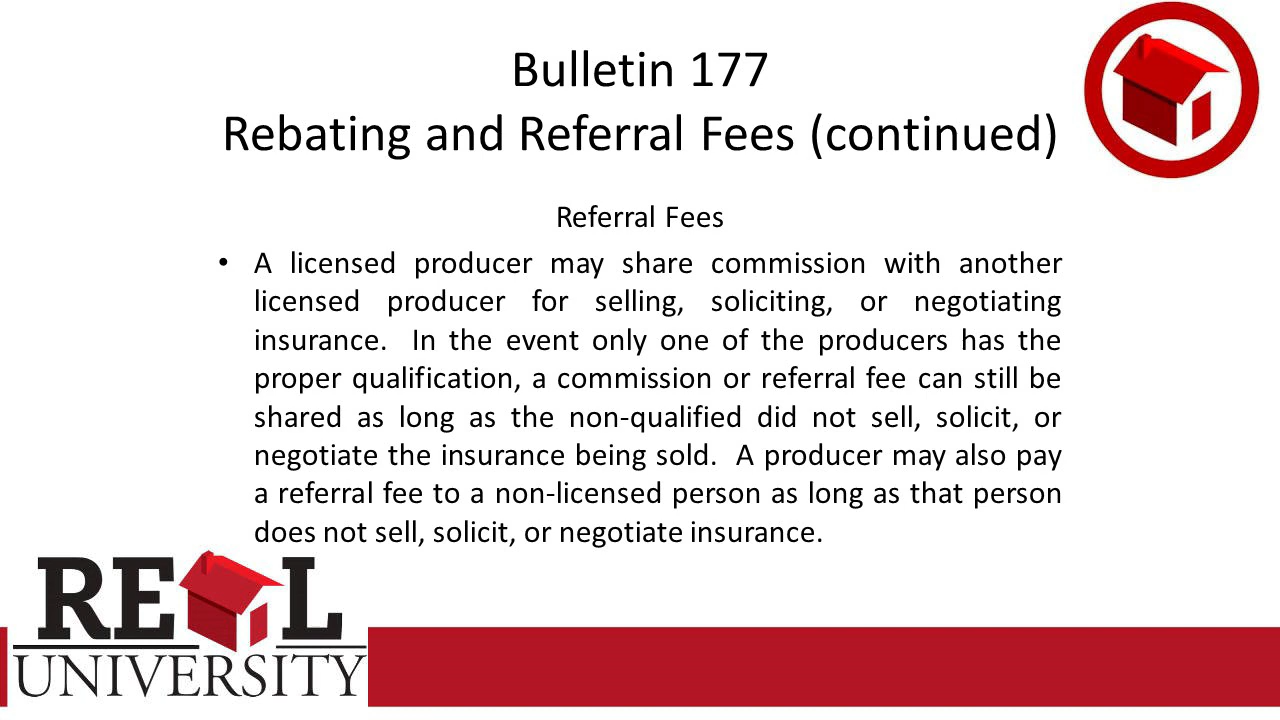 Bulletin 177
Rebating and Referral Fees (continued)
Referral Fees
• A licensed producer may share commission with another
licensed producer for selling, soliciting, or negotiating
insurance. In the event only one of the producers has the
proper qualification, a commission or referral fee can still be
shared as long as the non-qualified did not sell, solicit, or
negotiate the insurance being sold. A producer may also pay
a referral fee to a non-licensed person as long as that person
does not sell, solicit, or negotiate insurance.
RE L
UNIVERSITY